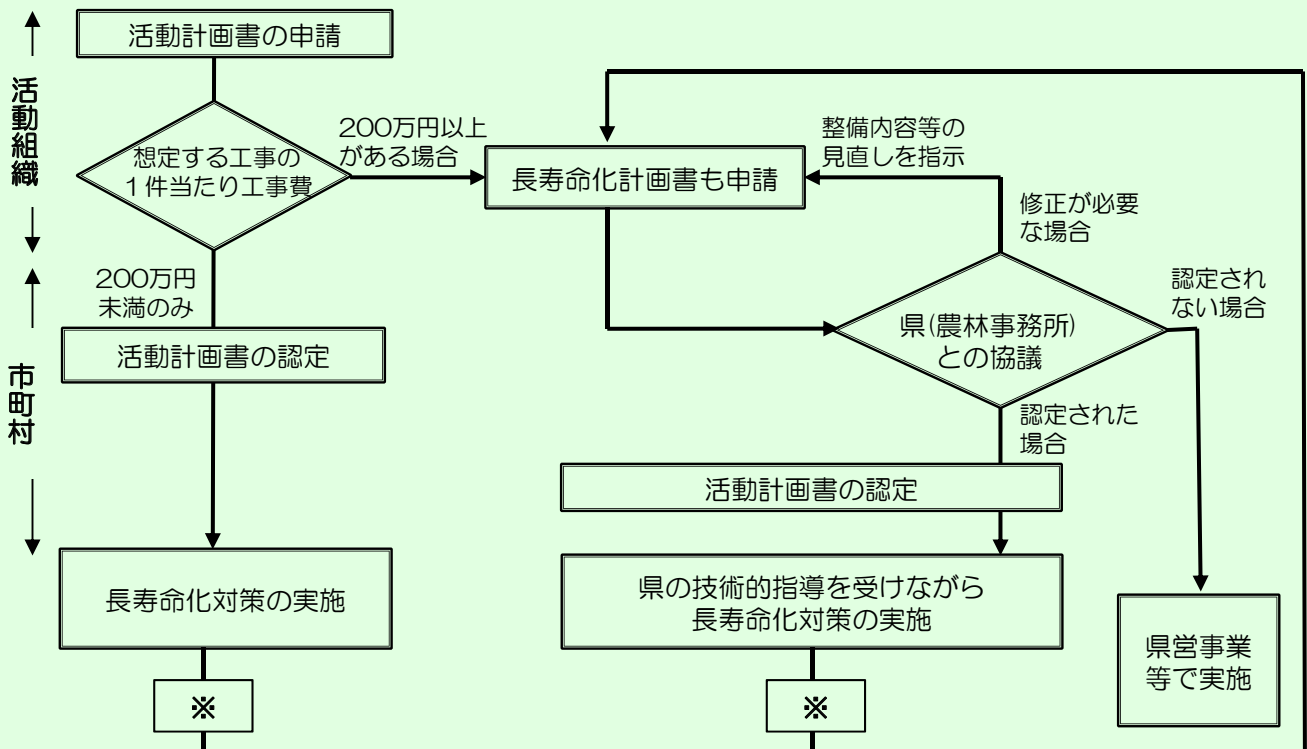 活動組織
市町村
活動計画書の申請
想定する工事の
1件当たり工事費
200万円以上
がある場合
長寿命化計画書も申請
整備内容等の
見直しを指示
修正が必要
な場合
県(農林事務所)
との協議
認定され
ない場合
200万円
未満のみ
活動計画書の認定
認定された
場合
活動計画書の認定
長寿命化対策の実施
県の技術的指導を受けながら
長寿命化対策の実施
県営事業
等で実施
※
※